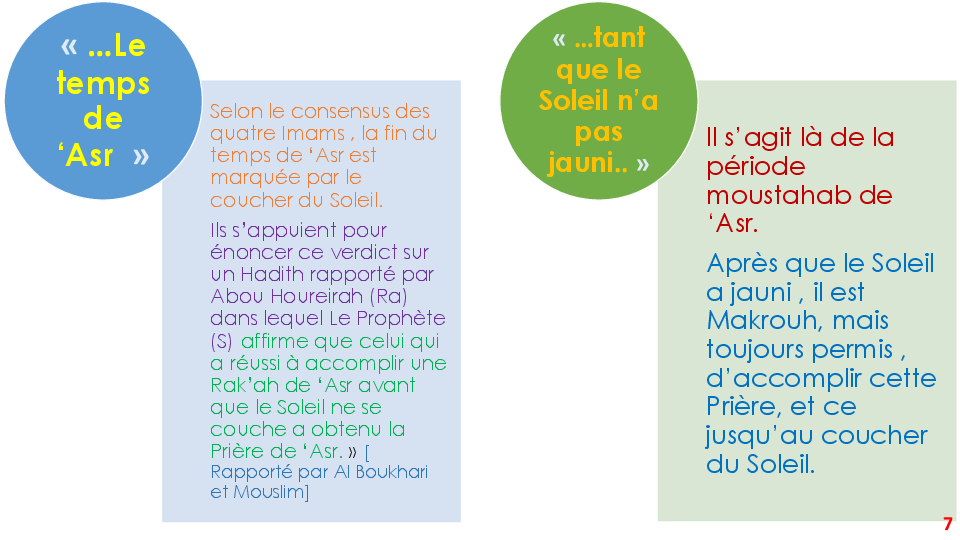 « ...Le
temps
de
‘Asr »
Selon le consensus des
quatre Imams , la fin du
temps de ‘Asr est
marquée par le
coucher du Soleil.
Ils s’appuient pour
énoncer ce verdict sur
un Hadith rapporté par
Abou Houreirah (Ra)
dans lequel Le Prophète
(S) affirme que celui qui
a réussi à accomplir une
Rak’ah de ‘Asr avant
que le Soleil ne se
couche a obtenu la
Prière de ‘Asr. » [
Rapporté par Al Boukhari
et Mouslim]
« ...tant
que le
Soleil n’a
pas
jauni.. »
Il s’agit là de la
période
moustahab de
‘Asr.
Après que le Soleil
a jauni , il est
Makrouh, mais
toujours permis ,
d’accomplir cette
Prière, et ce
jusqu’au coucher
du Soleil.
7